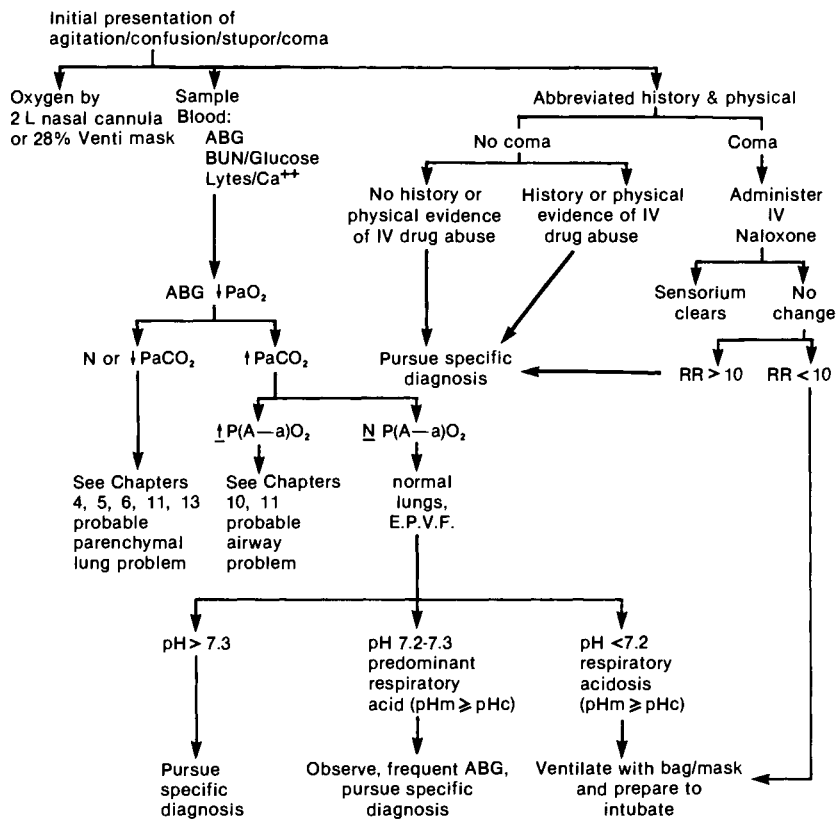 Initial presentation of
agitation/confusion/stupor/coma
Oxygen by
2 L nasal cannula
or 28% Venti mask
Sample
Blood:
ABG
BUN/Glucose
Lytes/Ca++
Abbreviated history & physical
No coma
Coma
No history or
physical evidence
of IV drug abuse
History or physical
evidence of IV
drug abuse
Administer
IV
Naloxone
Sensorium
clears
No
change
ABG ↓PaO₂
N or ↓PaCO₂
↑PaCO₂
Pursue specific
diagnosis
RR > 10
RR < 10
↑P(A—a)O₂
N P(A—a)O₂
See Chapters
4, 5, 6, 11, 13
probable
parenchymal
lung problem
See Chapters
10, 11
probable
airway
problem
normal
lungs,
E.P.V.F.
pH > 7.3
pH 7.2-7.3
predominant
respiratory
acid (pHm ⩾ pHc)
pH <7.2
respiratory
acidosis
(pHm ⩾ pHc)
Pursue
specific
diagnosis
Observe, frequent ABG,
pursue specific
diagnosis
Ventilate with bag/mask
and prepare to
intubate